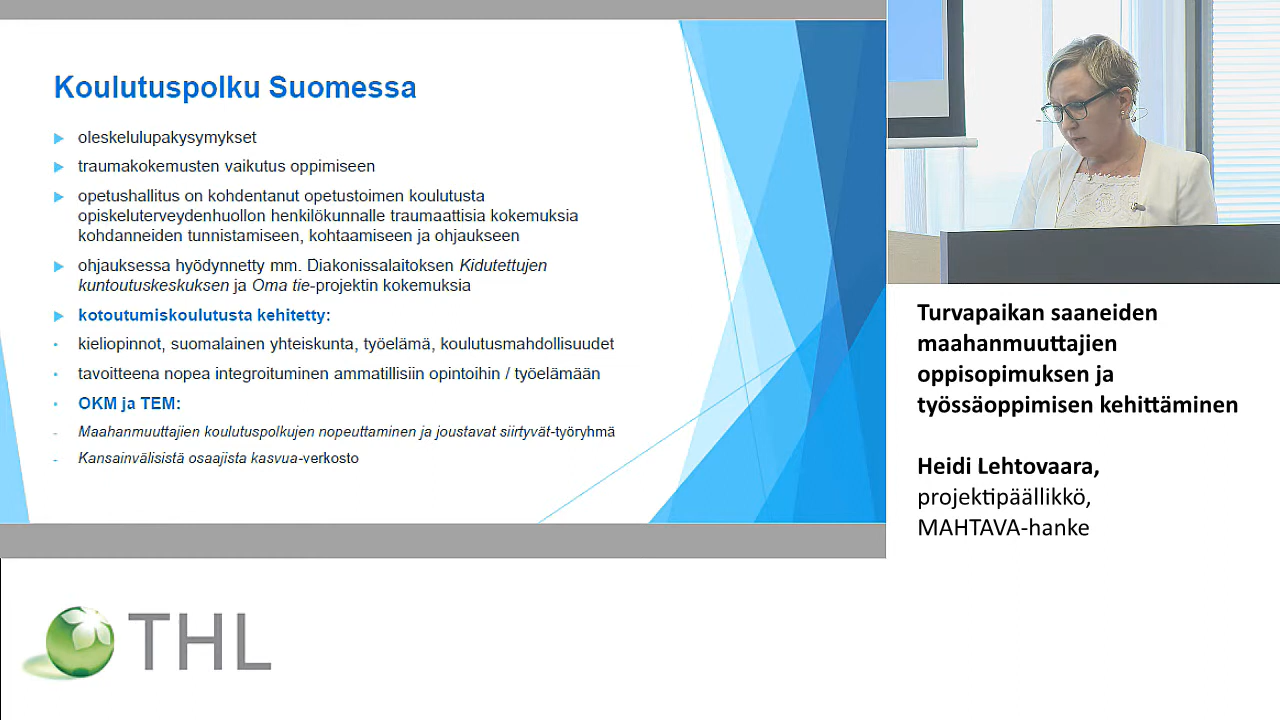 Koulutuspolku Suomessa
oleskelulupakysymykset
traumakokemusten vaikutus oppimiseen
opetushallitus on kohdentanut opetustoimen koulutusta
opiskeluterveydenhuollon henkilökunnalle traumaattisia kokemuksia
kohdanneiden tunnistamiseen, kohtaamiseen ja ohjaukseen
ohjauksessa hyödynnetty mm. Diakonissalaitoksen Kidutettujen
kuntoutuskeskuksen ja Oma tie-projektin kokemuksia
kotoutumiskoulutusta kehitetty:
kieliopinnot, suomalainen yhteiskunta, työelämä, koulutusmahdollisuudet
tavoitteena nopea integroituminen ammatillisiin opintoihin / työelämään
OKM ja TEM:
- Maahanmuuttajien koulutuspolkujen nopeuttaminen ja joustavat siirtyvät-työryhmä
- Kansainvälisistä osaajista kasvua-verkosto
Turvapaikan saaneiden
maahanmuuttajien
oppisopimuksen ja
työssäoppimisen kehittäminen
Heidi Lehtovaara,
projektipäällikkö,
MAHTAVA-hanke
THL